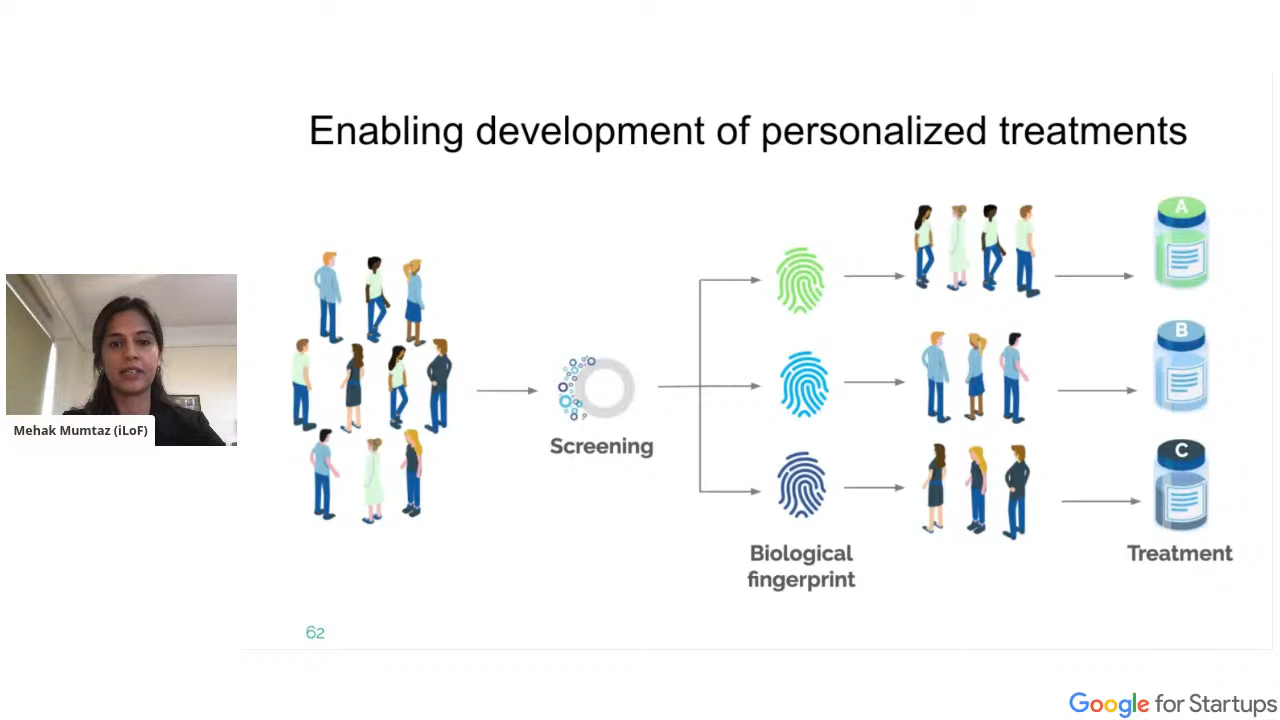 Enabling development of personalized treatments
A
B
Mehak Mumtaz (iLoF)
Screening
C
Biological
fingerprint
Treatment
62
Google for Startups